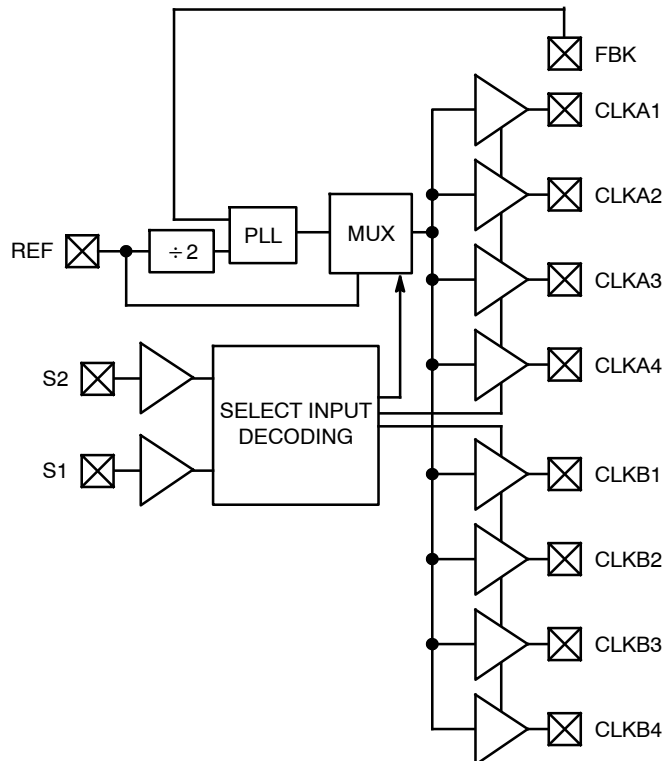 FBK
CLKA1
CLKA2
PLL
MUX
REF
÷2
CLKA3
CLKA4
S2
SELECT INPUT
DECODING
S1
CLKB1
CLKB2
CLKB3
CLKB4